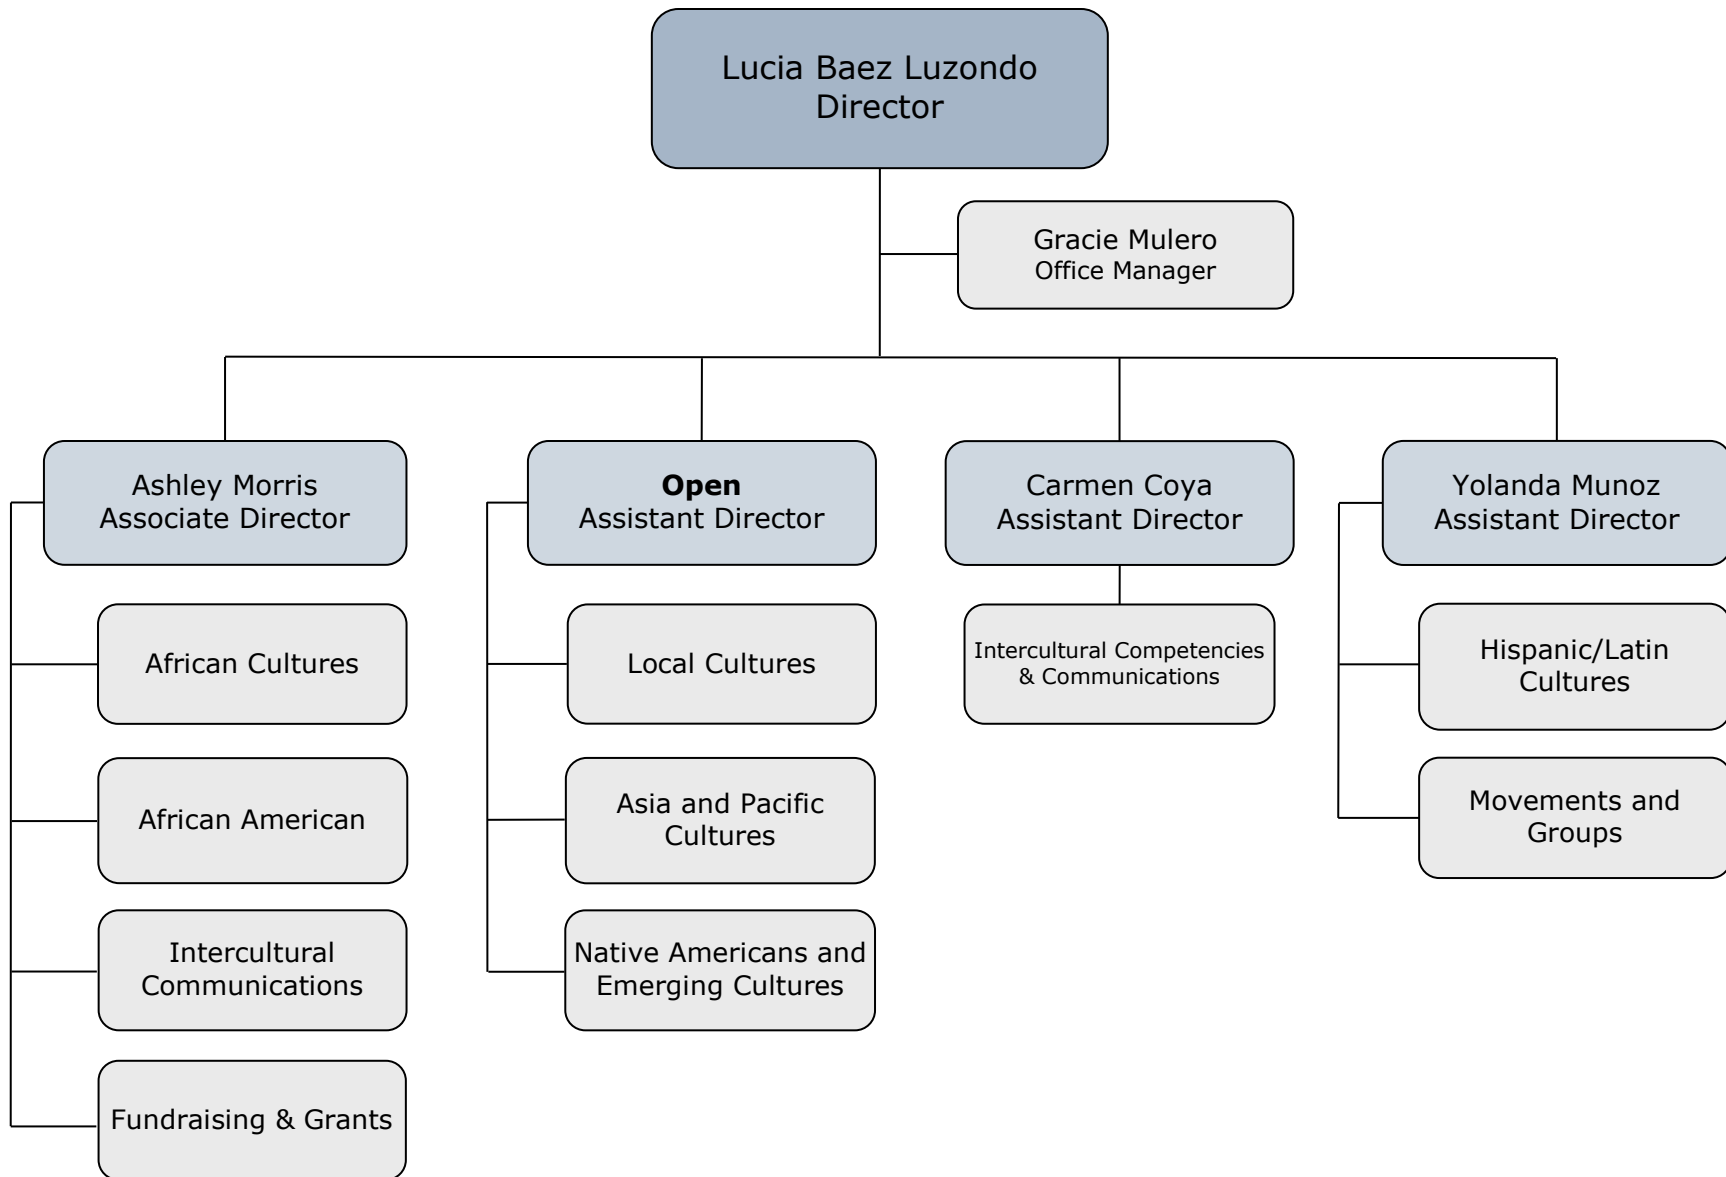 Lucia Baez Luzondo
Director
Gracie Mulero
Office Manager
Ashley Morris
Associate Director
Open
Assistant Director
Carmen Coya
Assistant Director
Yolanda Munoz
Assistant Director
African Cultures
African American
Intercultural
Communications
Fundraising & Grants
Local Cultures
Asia and Pacific
Cultures
Native Americans and
Emerging Cultures
Intercultural Competencies
& Communications
Hispanic/Latin
Cultures
Movements and
Groups